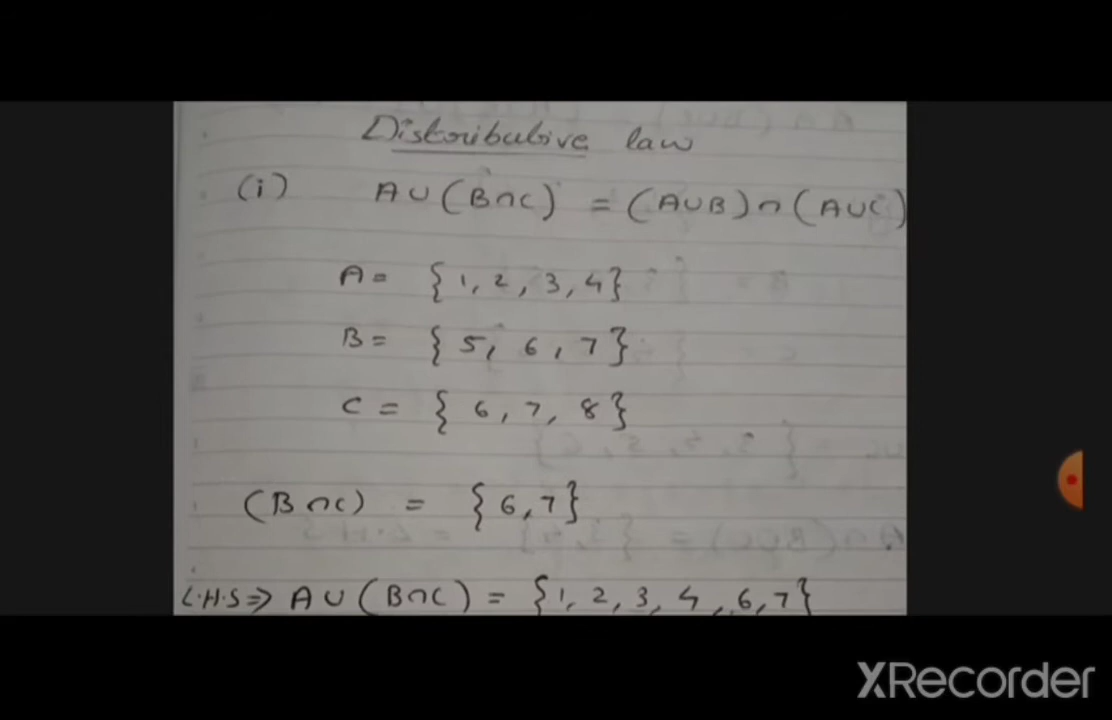 Distributive law
(i) A∪(B∩C) = (A∪B)∩(A∪C)
A = {1, 2, 3, 4}
B = {5, 6, 7}
C = {6, 7, 8}
(B∩C) = {6, 7}
L.H.S ⇒ A∪(B∩C) = {1, 2, 3, 4, 6, 7}
XRecorder